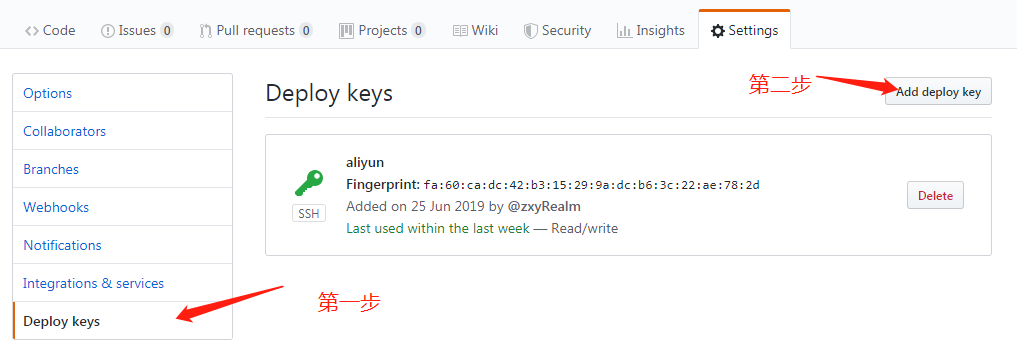 Code Issues 0 Pull requests 0 Projects 0 Wiki Security Insights Settings
Options
Collaborators
Branches
Webhooks
Notifications
Integrations & services
Deploy keys
第一步
Deploy keys
第二步
Add deploy key
aliyun
Fingerprint: fa:60:ca:dc:42:b3:15:29:9a:dc:b6:3c:22:ae:78:2d
Added on 25 Jun 2019 by @zxyRealm
Last used within the last week — Read/write
SSH
Delete